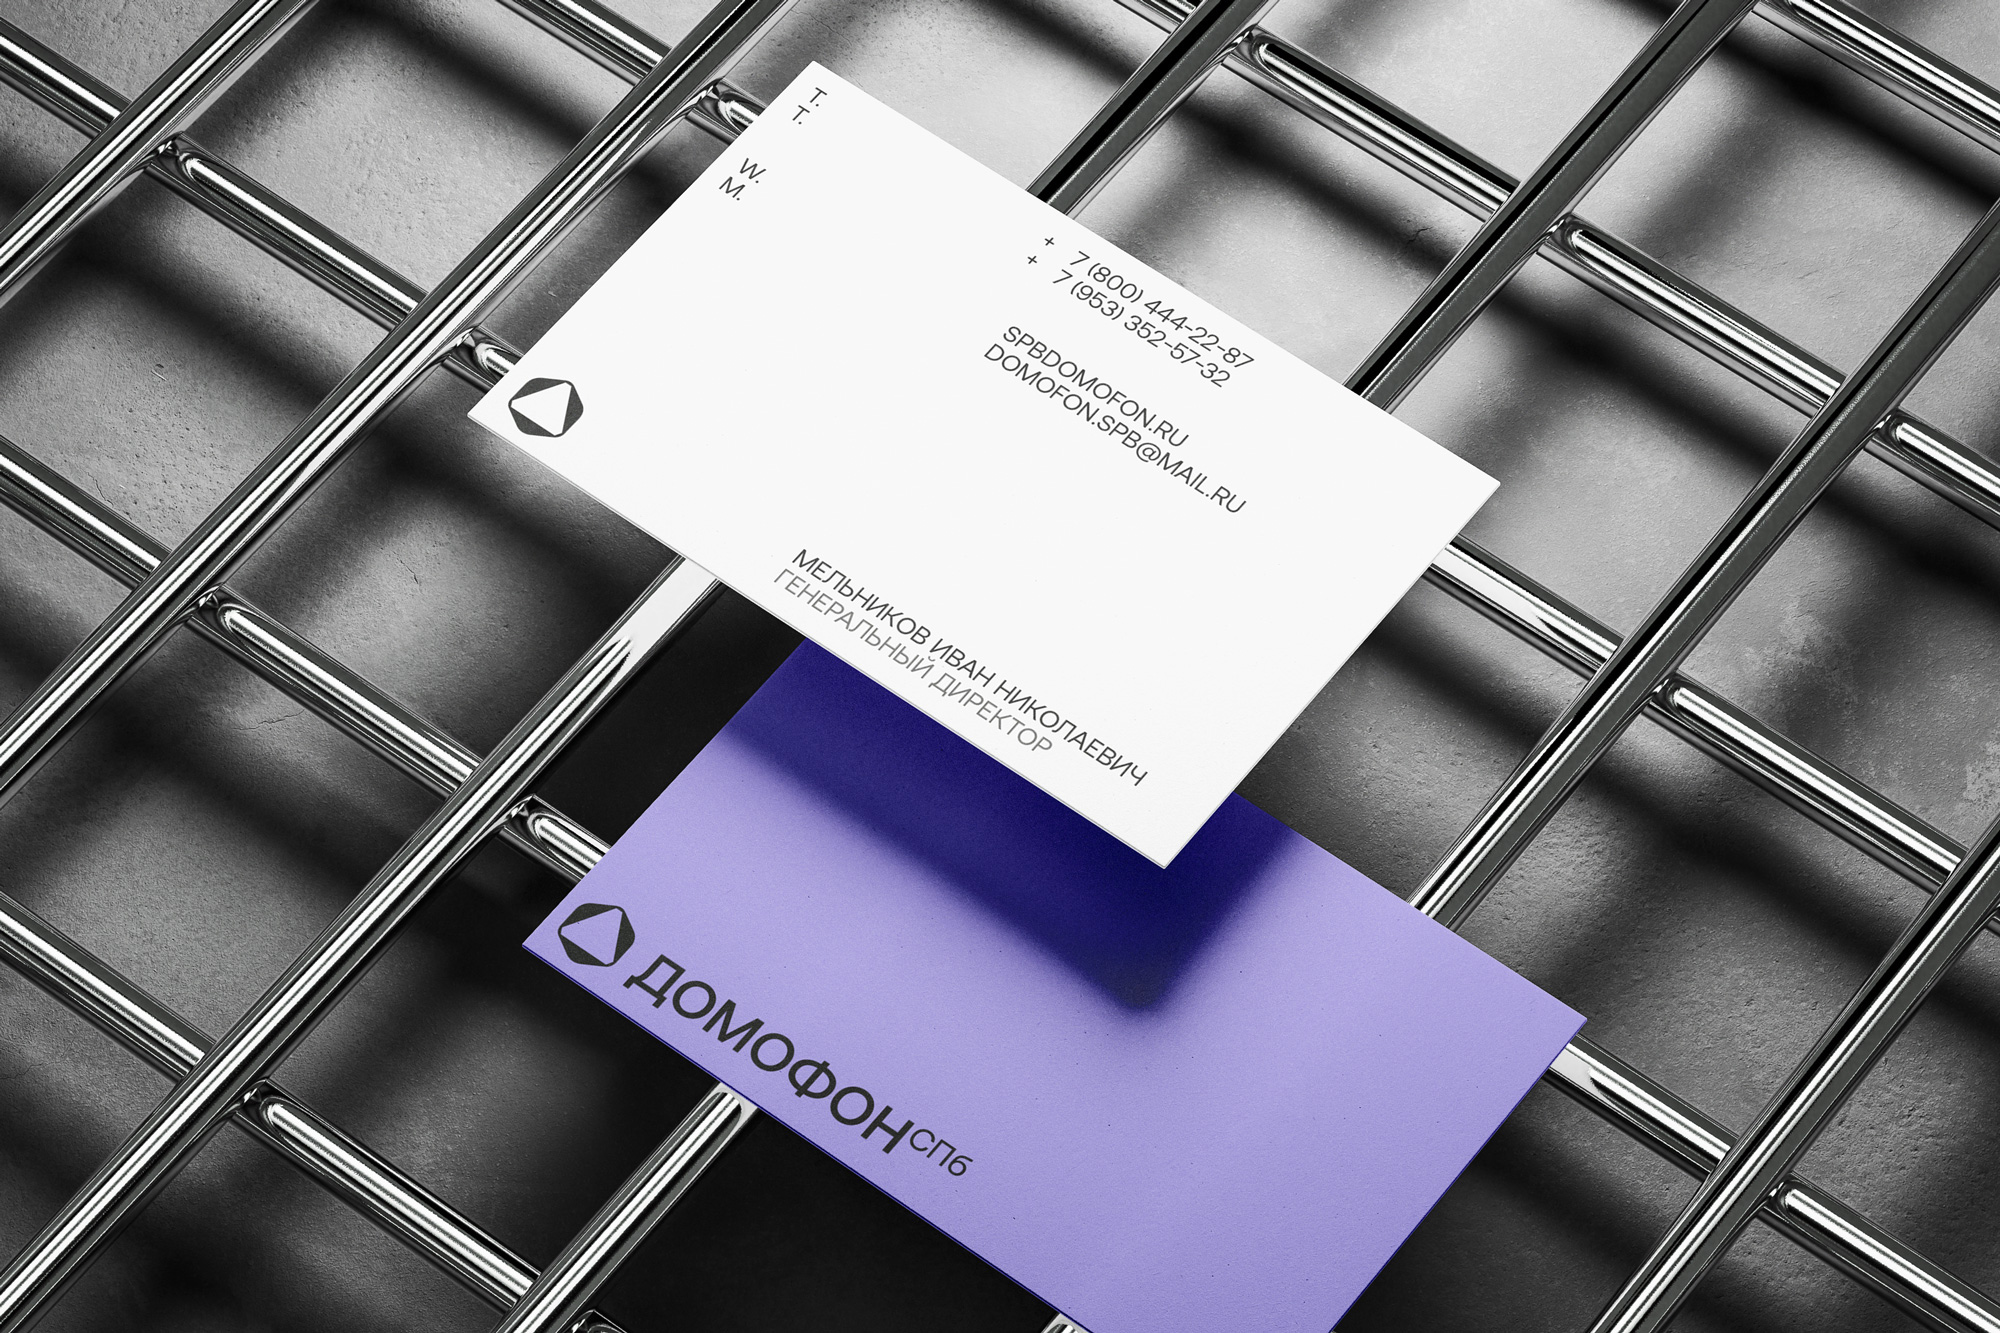 T.
T.
+ 7 (800) 444-22-87
+ 7 (953) 352-57-32
W.
M.
SPBDOMOFON.RU
DOMOFON.SPB@MAIL.RU
МЕЛЬНИКОВ ИВАН НИКОЛАЕВИЧ
ГЕНЕРАЛЬНЫЙ ДИРЕКТОР
ДОМОФОН СПб